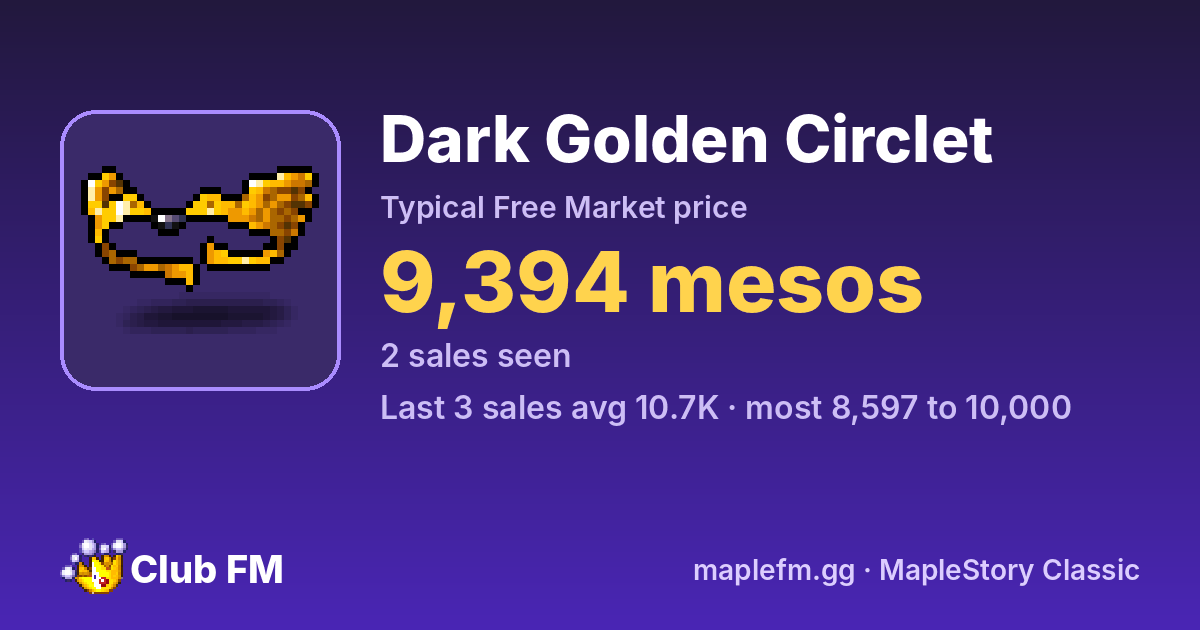 Dark Golden Circlet
Typical Free Market price
9,394 mesos
2 sales seen
Last 3 sales avg 10.7K · most 8,597 to 10,000
Club FM
maplefm.gg · MapleStory Classic